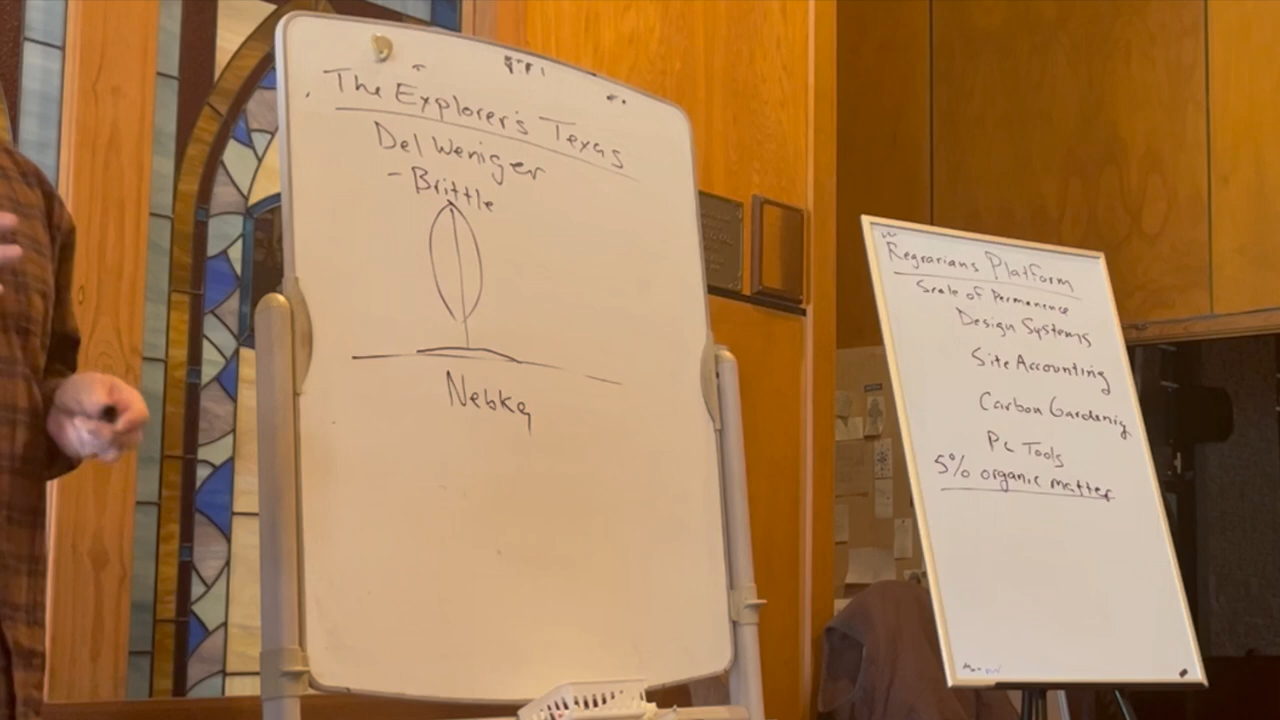 The Explorer's Texas
Del Weniger
- Brittle
Nebka
Regrarians Platform
Scale of Permanence
Design Systems
Site Accounting
Carbon Gardenig
PC Tools
5% organic matter